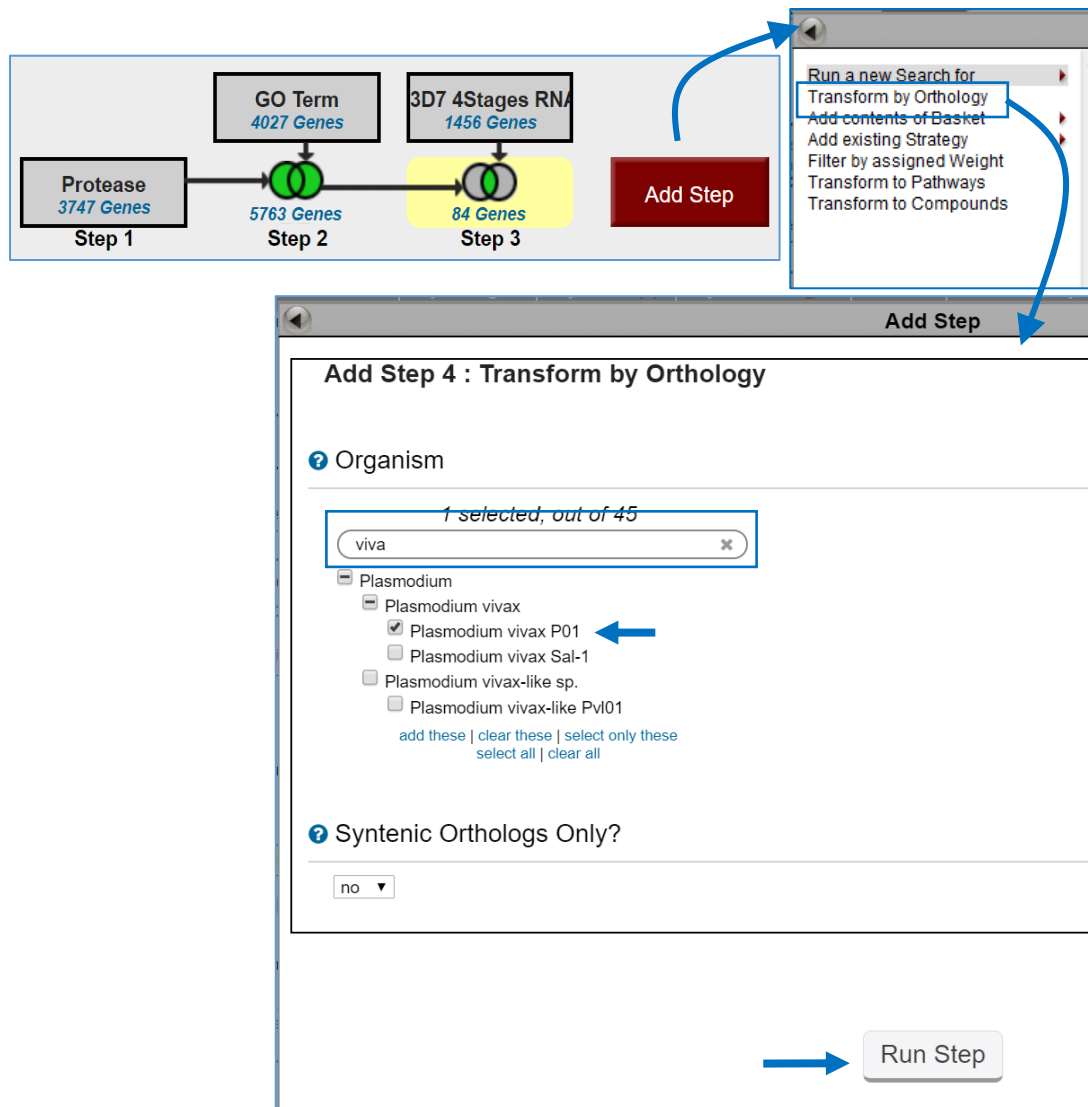 GO Term
4027 Genes
3D7 4Stages RNA
1456 Genes
Protease
3747 Genes
Step 1
5763 Genes
Step 2
84 Genes
Step 3
Add Step
Run a new Search for
Transform by Orthology
Add contents of Basket
Add existing Strategy
Filter by assigned Weight
Transform to Pathways
Transform to Compounds
Add Step
Add Step 4 : Transform by Orthology
? Organism
1 selected, out of 45
viva
Plasmodium
Plasmodium vivax
Plasmodium vivax P01
Plasmodium vivax Sal-1
Plasmodium vivax-like sp.
Plasmodium vivax-like Pvl01
add these | clear these | select only these
select all | clear all
? Syntenic Orthologs Only?
no
Run Step